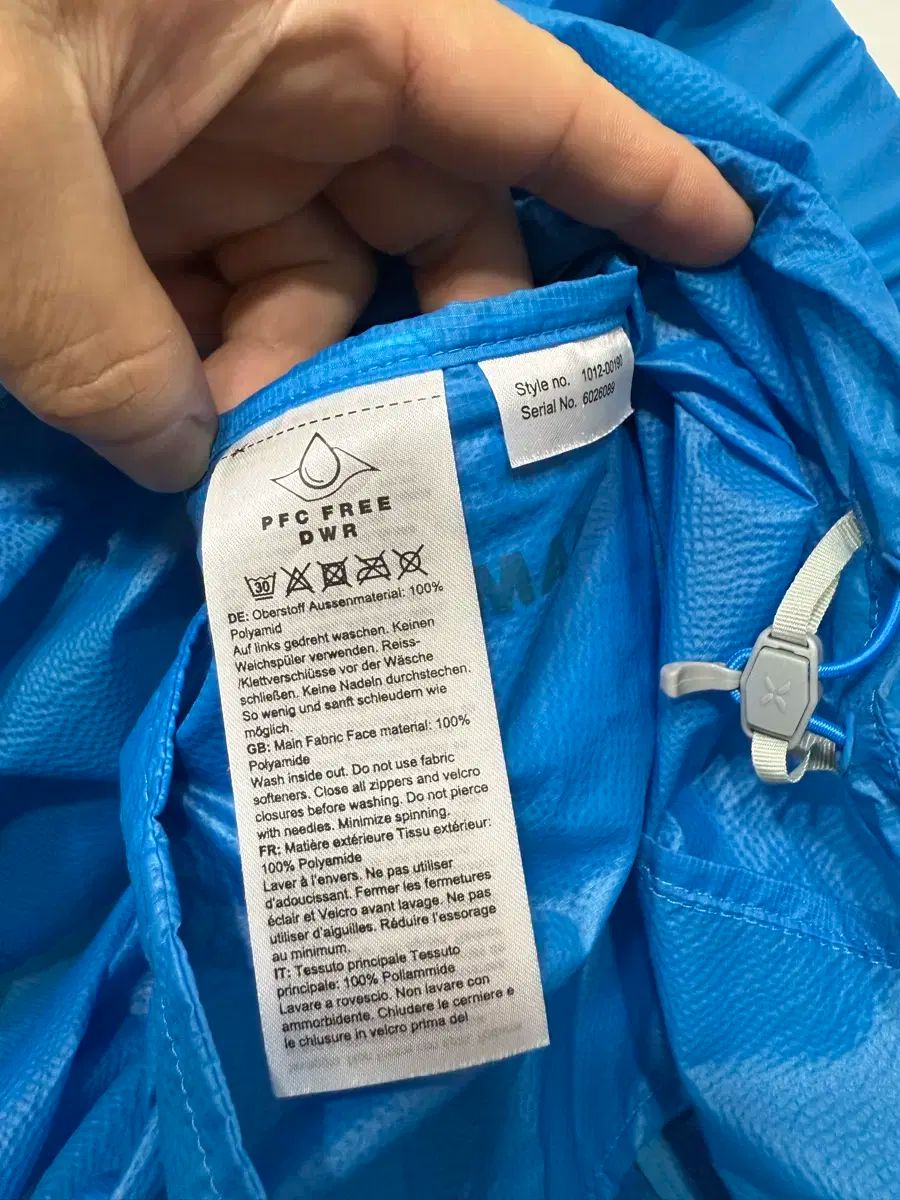 Style no. 1012-00190
Serial No. 6026089
PFC FREE
DWR
30
DE: Oberstoff Aussenmaterial: 100%
Polyamid
Auf links gedreht waschen. Keinen
Weichspüler verwenden. Reiss-
/Klettverschlüsse vor der Wäsche
schließen. Keine Nadeln durchstechen.
So wenig und sanft schleudern wie
möglich.
GB: Main Fabric Face material: 100%
Polyamide
Wash inside out. Do not use fabric
softeners. Close all zippers and velcro
closures before washing. Do not pierce
with needles. Minimize spinning.
FR: Matière extérieure Tissu extérieur:
100% Polyamide
Laver à l'envers. Ne pas utiliser
d'adoucissant. Fermer les fermetures
éclair et Velcro avant lavage. Ne pas
utiliser d'aiguilles. Réduire l'essorage
au minimum.
IT: Tessuto principale Tessuto
principale: 100% Poliammide
Lavare a rovescio. Non lavare con
ammorbidente. Chiudere le cerniere e
le chiusure in velcro prima del